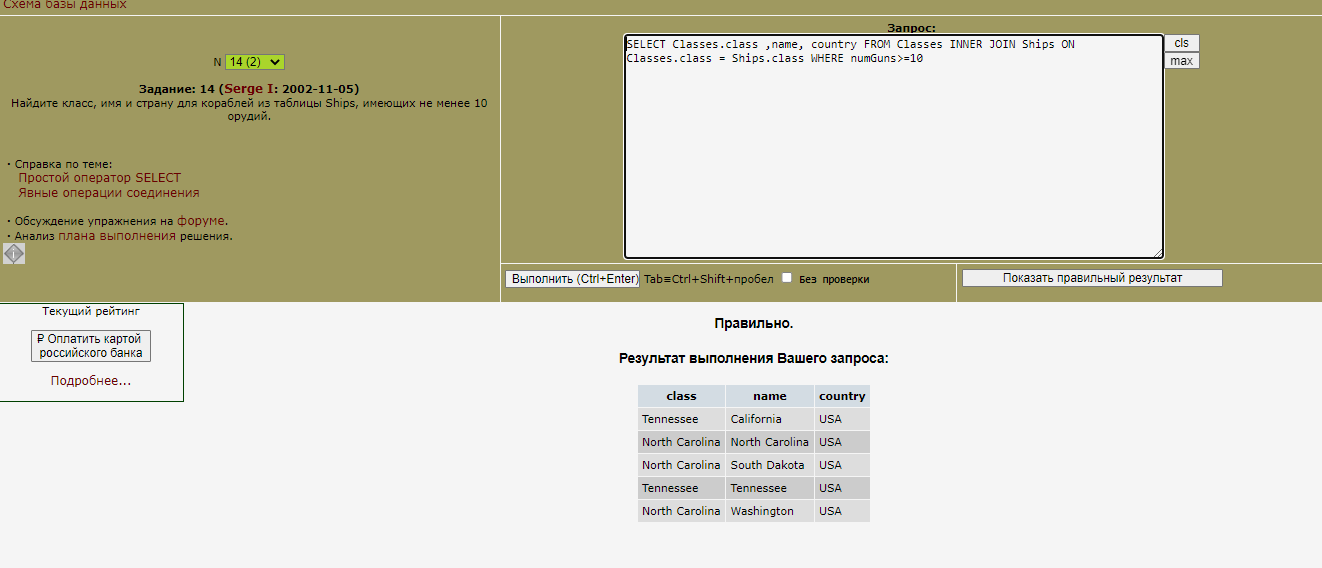 Схема базы данных
N 14 (2)
Задание: 14 (Serge I: 2002-11-05)
Найдите класс, имя и страну для кораблей из таблицы Ships, имеющих не менее 10
орудий.
· Справка по теме:
Простой оператор SELECT
Явные операции соединения
· Обсуждение упражнения на форуме.
· Анализ плана выполнения решения.
Запрос:
SELECT Classes.class ,name, country FROM Classes INNER JOIN Ships ON
Classes.class = Ships.class WHERE numGuns>=10
cls
max
Выполнить (Ctrl+Enter) Tab≡Ctrl+Shift+пробел Без проверки
Показать правильный результат
Текущий рейтинг
₽ Оплатить картой
российского банка
Подробнее...
Правильно.
Результат выполнения Вашего запроса:
class name country
Tennessee California USA
North Carolina North Carolina USA
North Carolina South Dakota USA
Tennessee Tennessee USA
North Carolina Washington USA